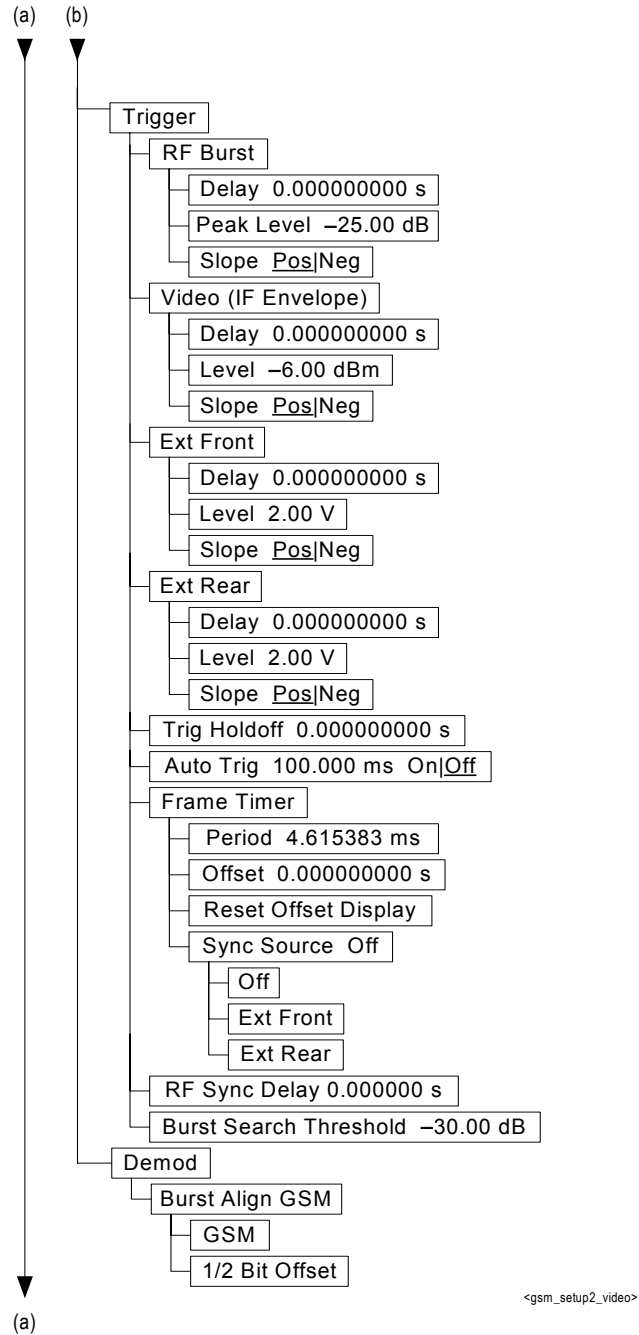 (a) (b)
Trigger
RF Burst
Delay 0.000000000 s
Peak Level –25.00 dB
Slope Pos|Neg
Video (IF Envelope)
Delay 0.000000000 s
Level –6.00 dBm
Slope Pos|Neg
Ext Front
Delay 0.000000000 s
Level 2.00 V
Slope Pos|Neg
Ext Rear
Delay 0.000000000 s
Level 2.00 V
Slope Pos|Neg
Trig Holdoff 0.000000000 s
Auto Trig 100.000 ms On|Off
Frame Timer
Period 4.615383 ms
Offset 0.000000000 s
Reset Offset Display
Sync Source Off
Off
Ext Front
Ext Rear
RF Sync Delay 0.000000 s
Burst Search Threshold –30.00 dB
Demod
Burst Align GSM
GSM
1/2 Bit Offset
<gsm_setup2_video>
(a)